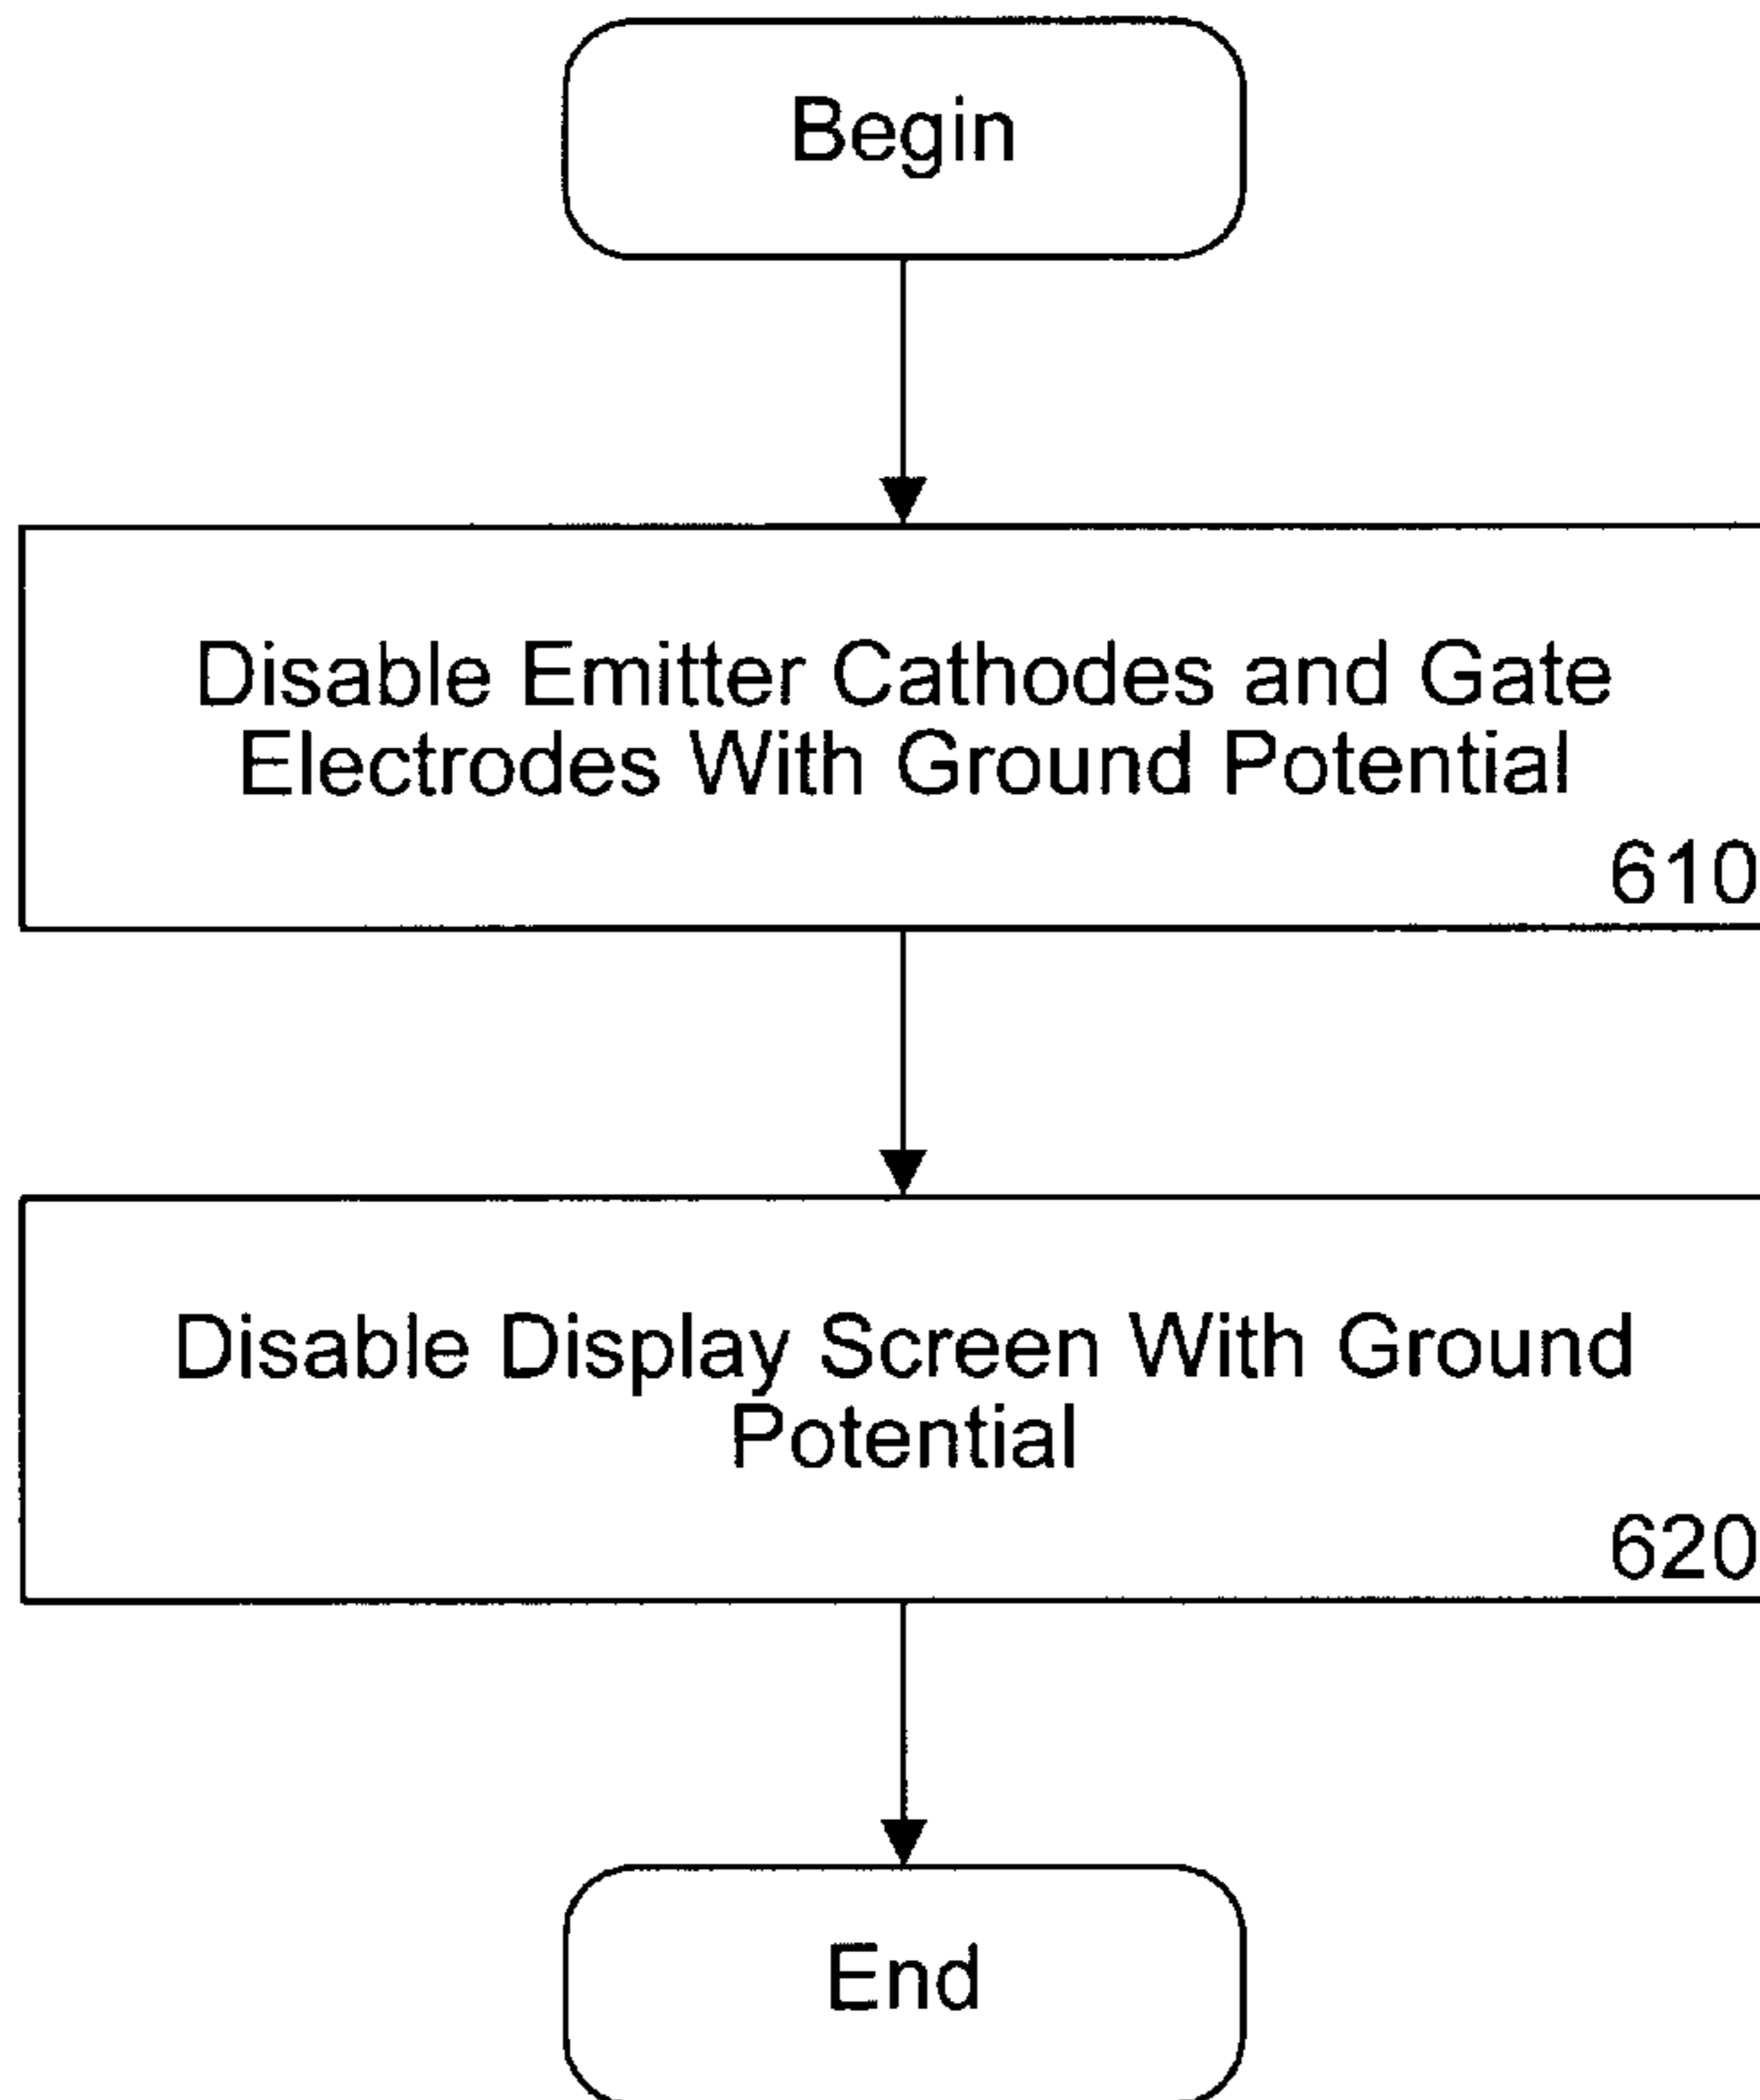 Begin
Disable Emitter Cathodes and Gate
Electrodes With Ground Potential
610
Disable Display Screen With Ground
Potential
620
End